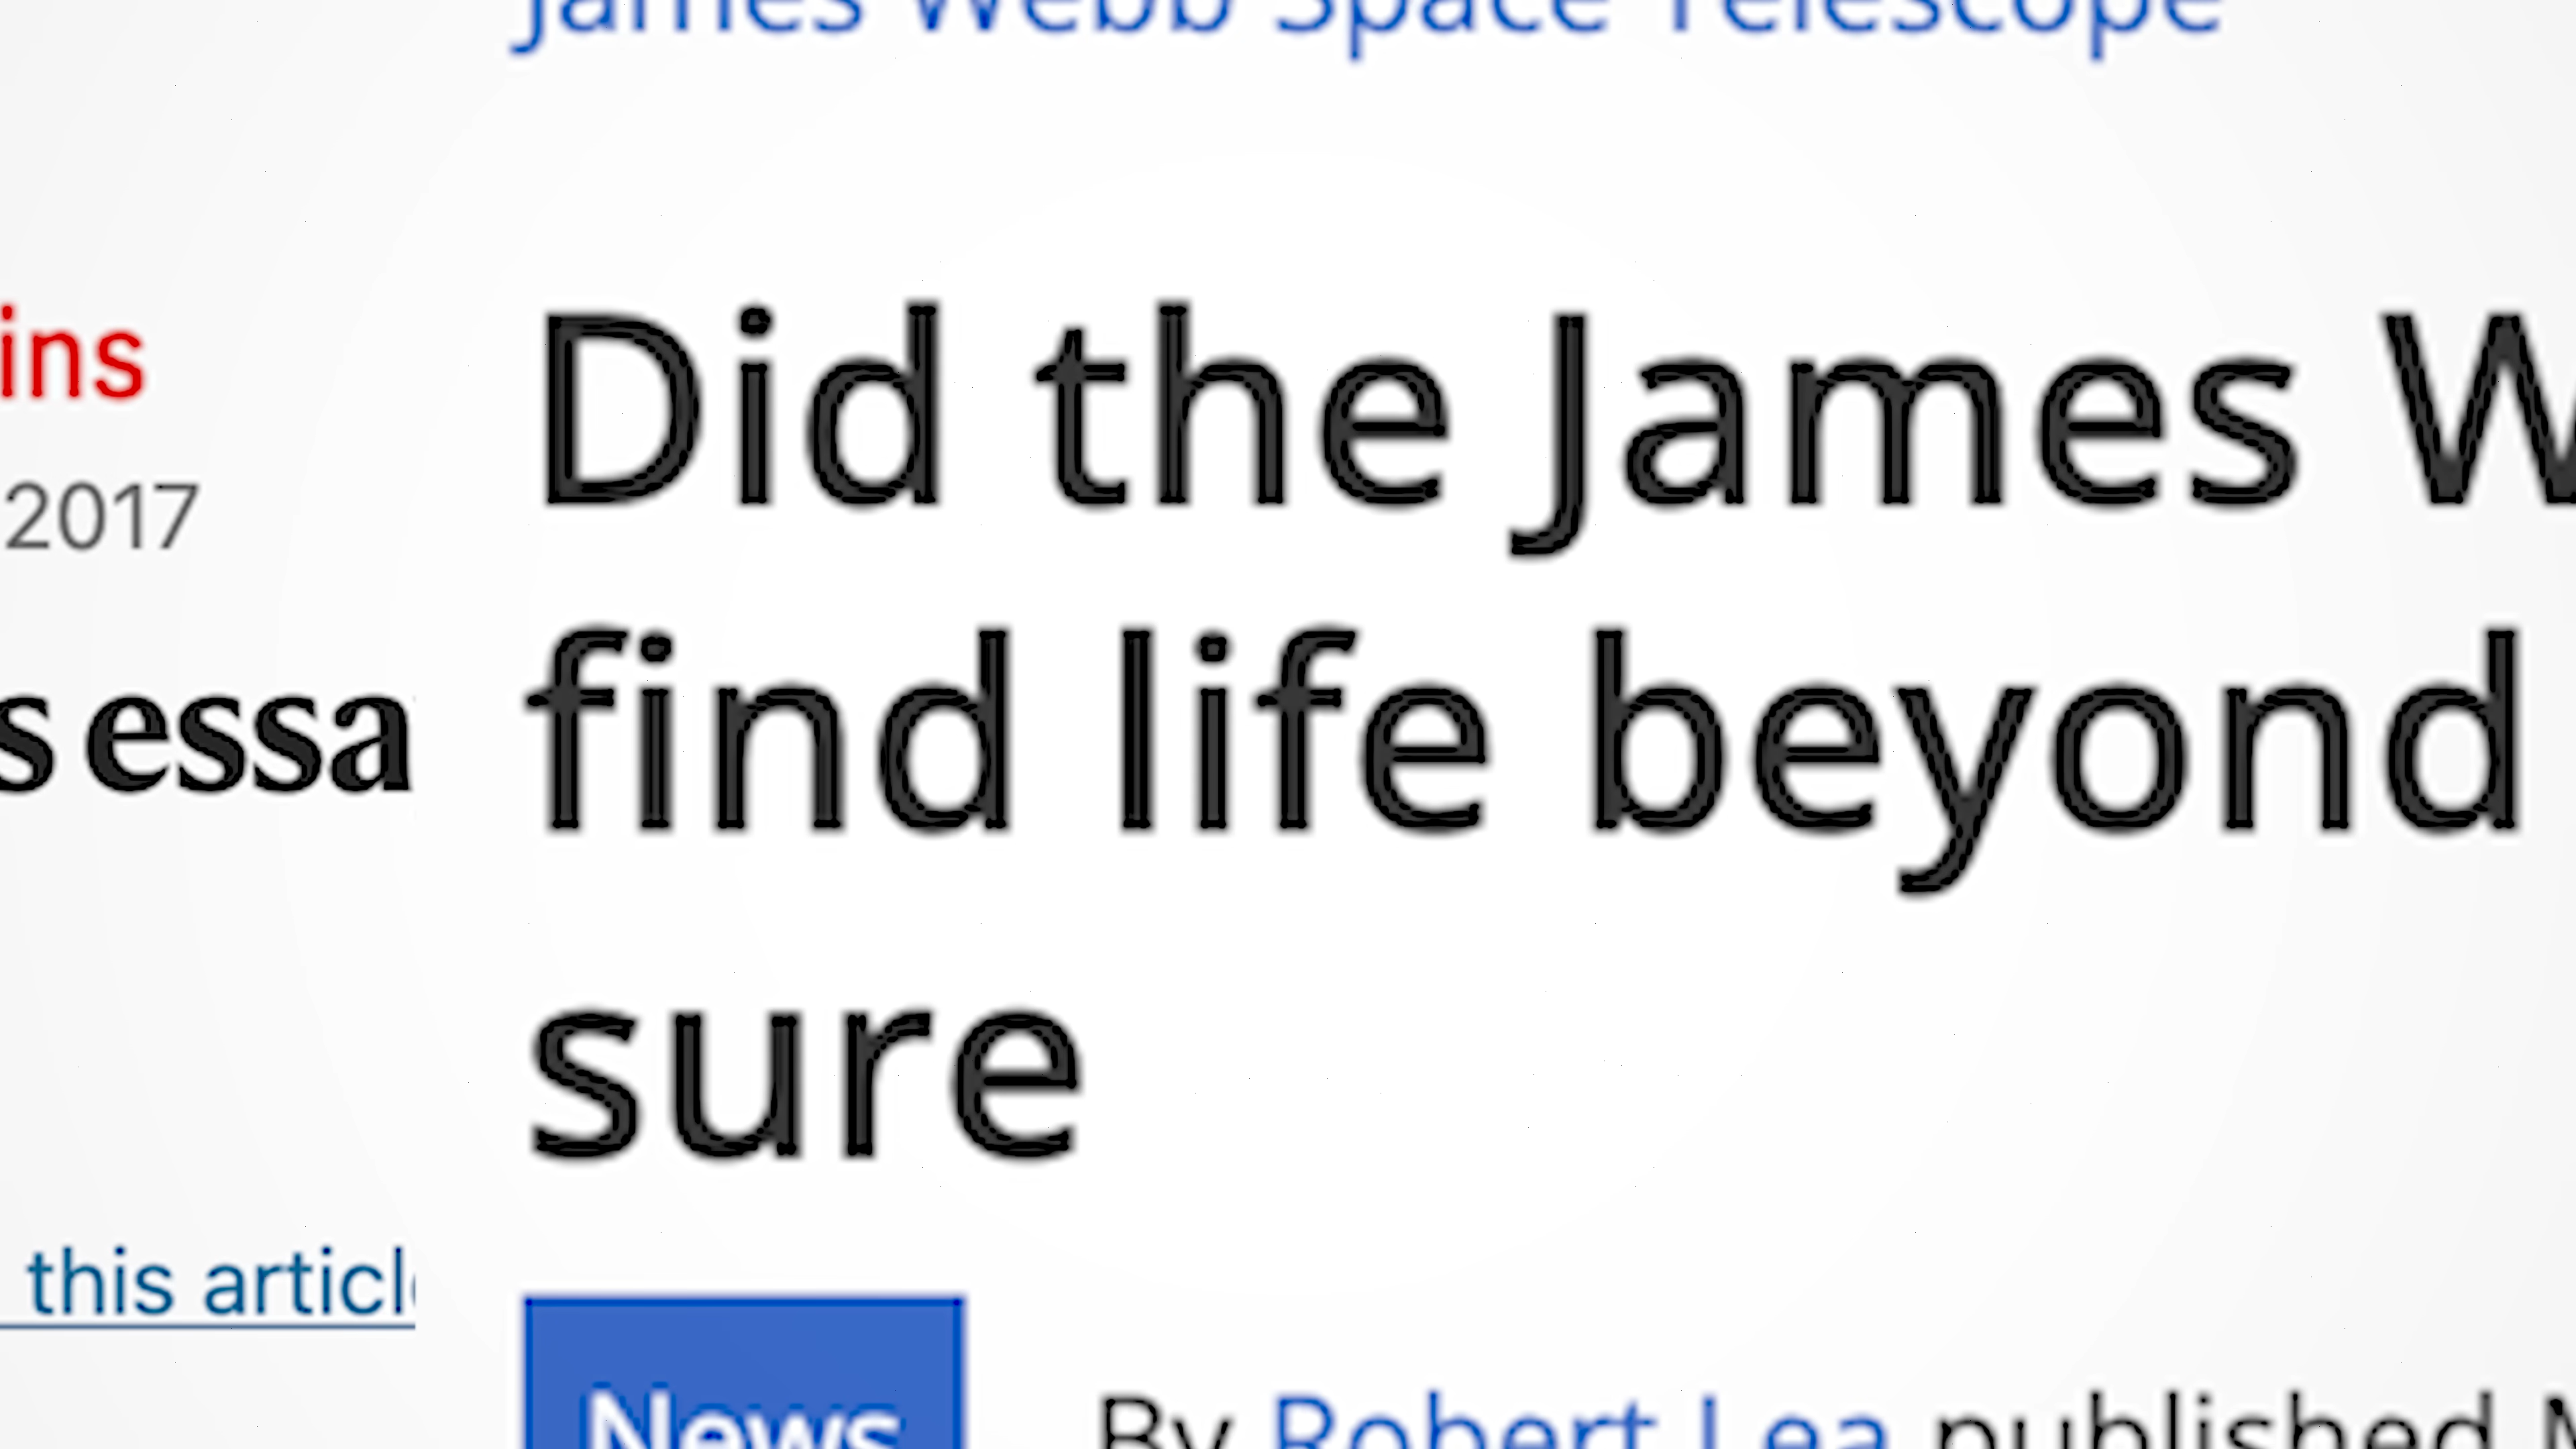 James Webb Space Telescope
ins
2017
s essa
this articl
Did the James W
find life beyond
sure
News
By Robert Lea published